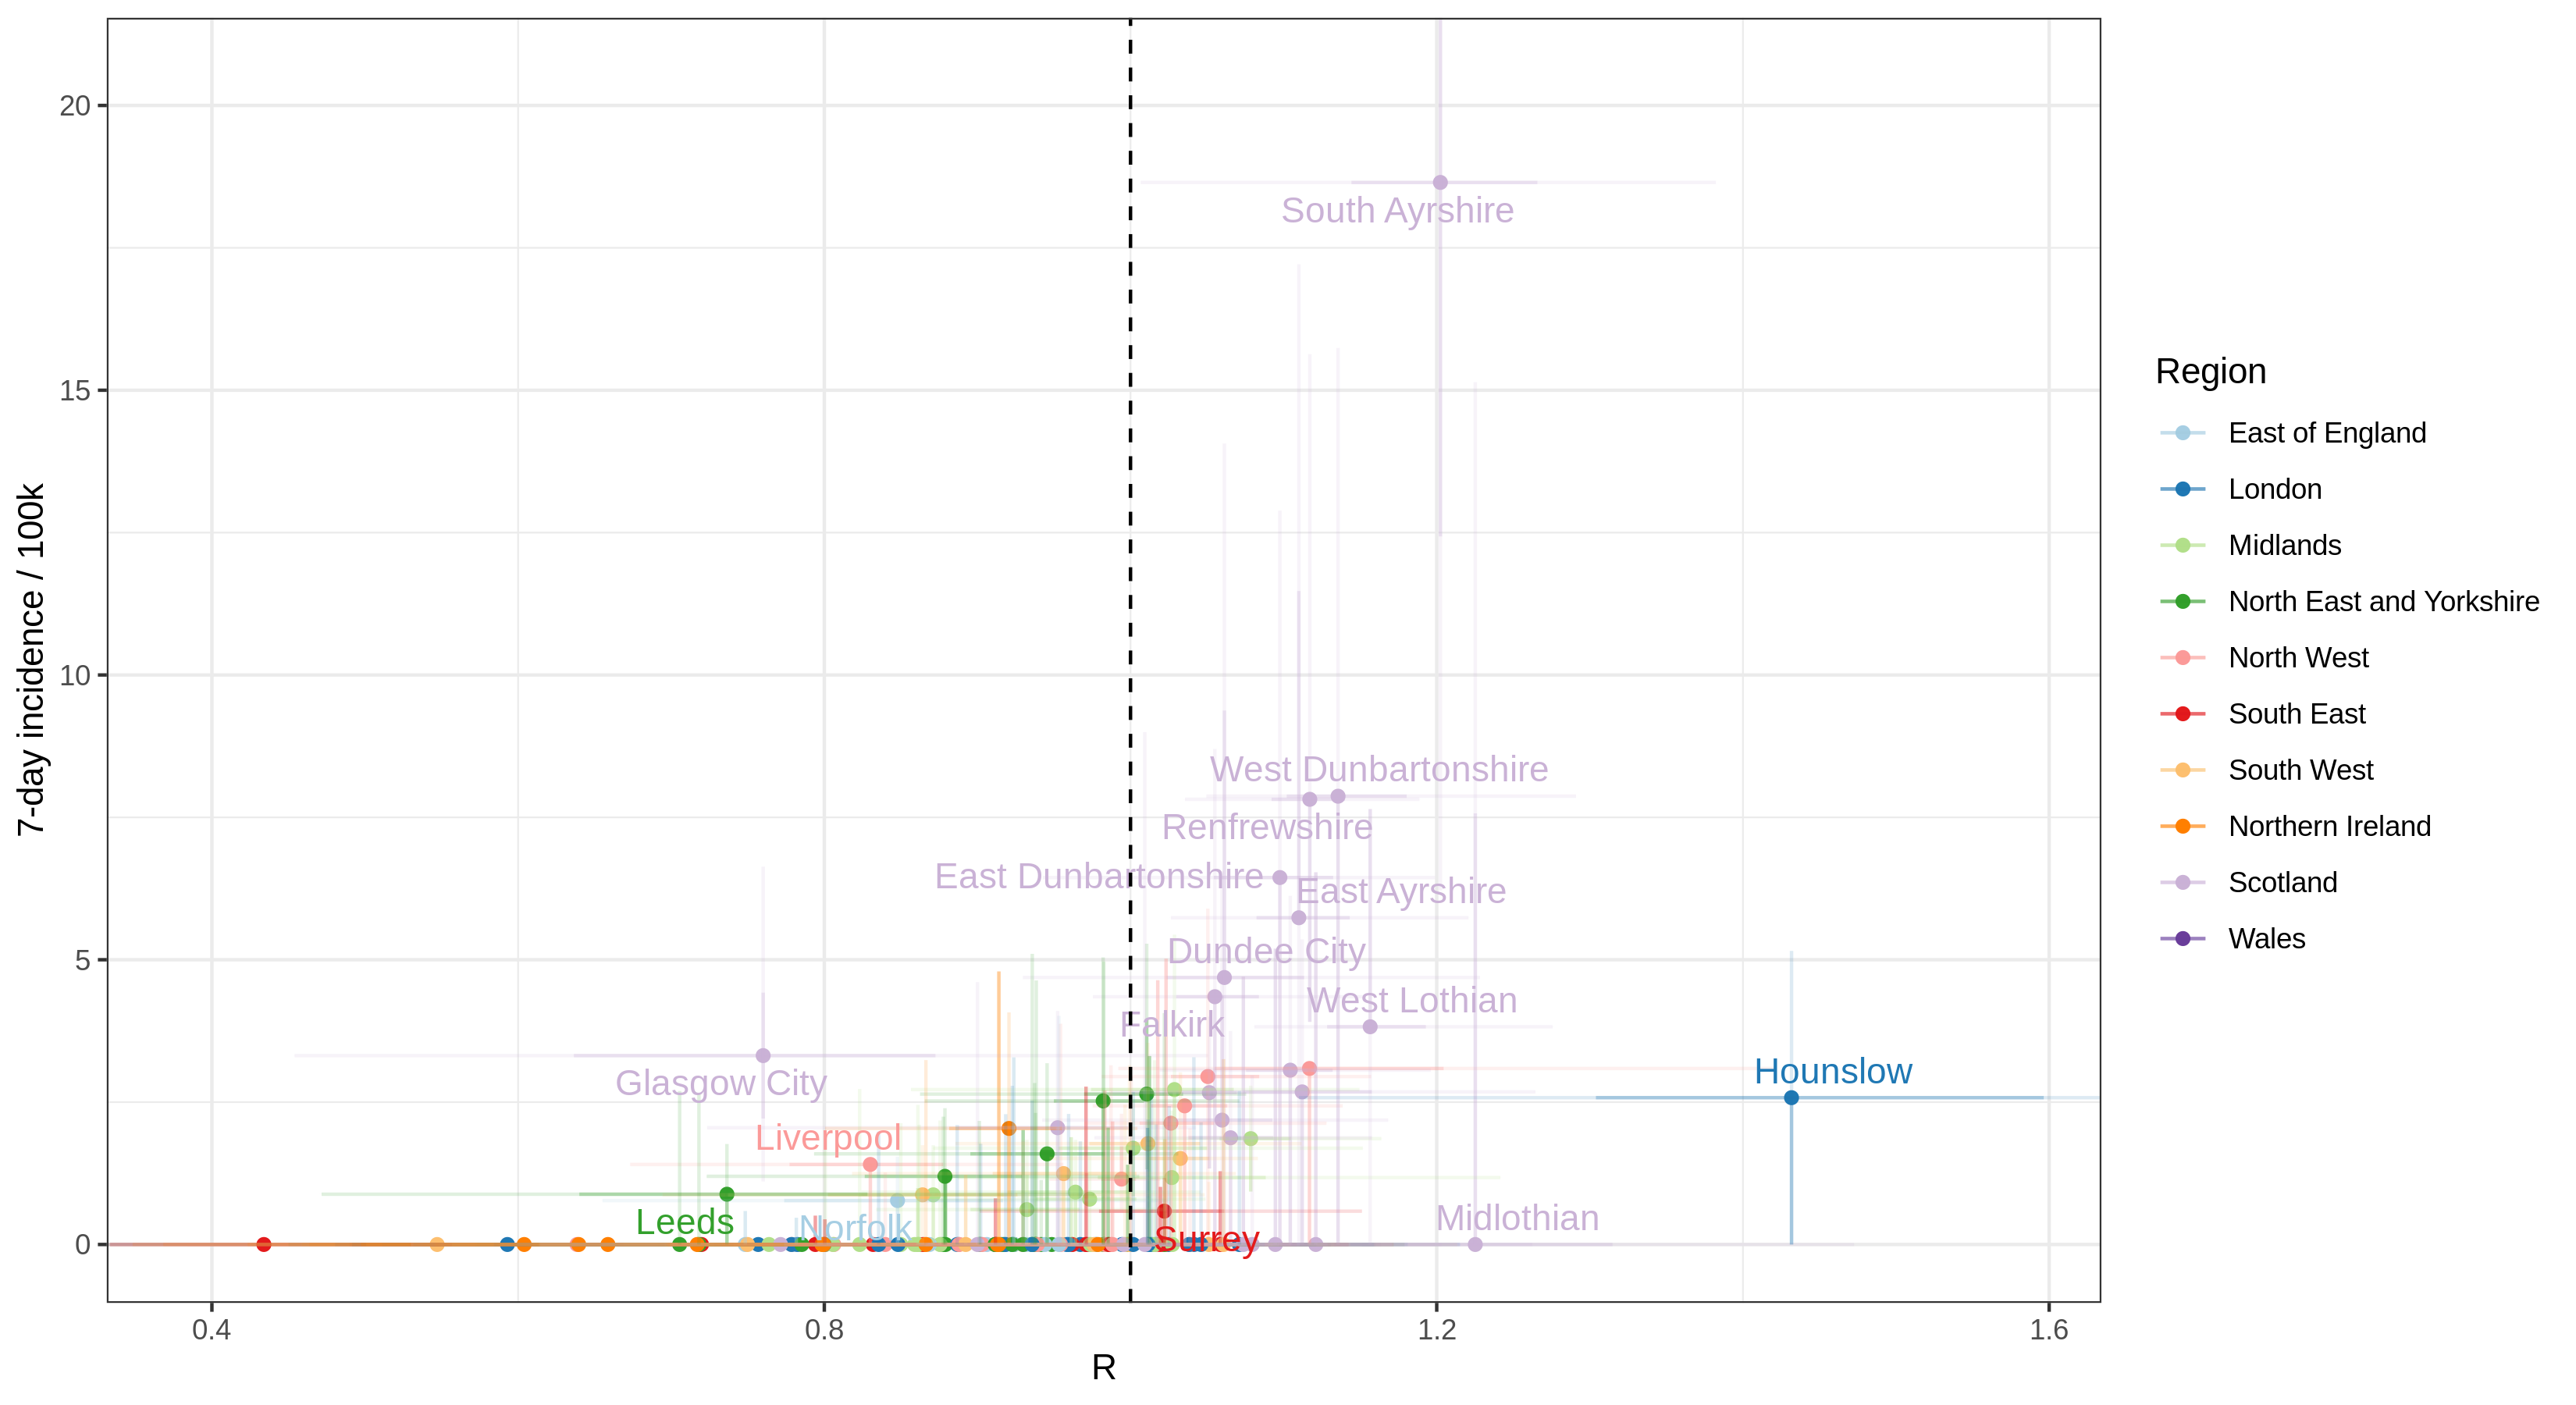 20
15
10
5
0
7-day incidence / 100k
South Ayrshire
West Dunbartonshire
Renfrewshire
East Dunbartonshire
East Ayrshire
Dundee City
West Lothian
Falkirk
Glasgow City
Hounslow
Liverpool
Leeds
Norfolk
Surrey
Midlothian
0.4
0.8
1.2
1.6
R
Region
East of England
London
Midlands
North East and Yorkshire
North West
South East
South West
Northern Ireland
Scotland
Wales